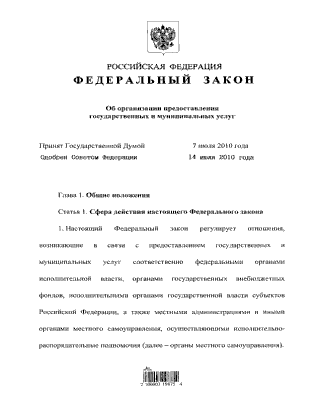 РОССИЙСКАЯ ФЕДЕРАЦИЯ
ФЕДЕРАЛЬНЫЙ ЗАКОН
Об организации предоставления
государственных и муниципальных услуг
Принят Государственной Думой 7 июля 2010 года
Одобрен Советом Федерации 14 июля 2010 года
Глава 1. Общие положения
Статья 1. Сфера действия настоящего Федерального закона
1. Настоящий Федеральный закон регулирует отношения,
возникающие в связи с предоставлением государственных и
муниципальных услуг соответственно федеральными органами
исполнительной власти, органами государственных внебюджетных
фондов, исполнительными органами государственной власти субъектов
Российской Федерации, а также местными администрациями и иными
органами местного самоуправления, осуществляющими исполнительно-
распорядительные полномочия (далее – органы местного самоуправления).